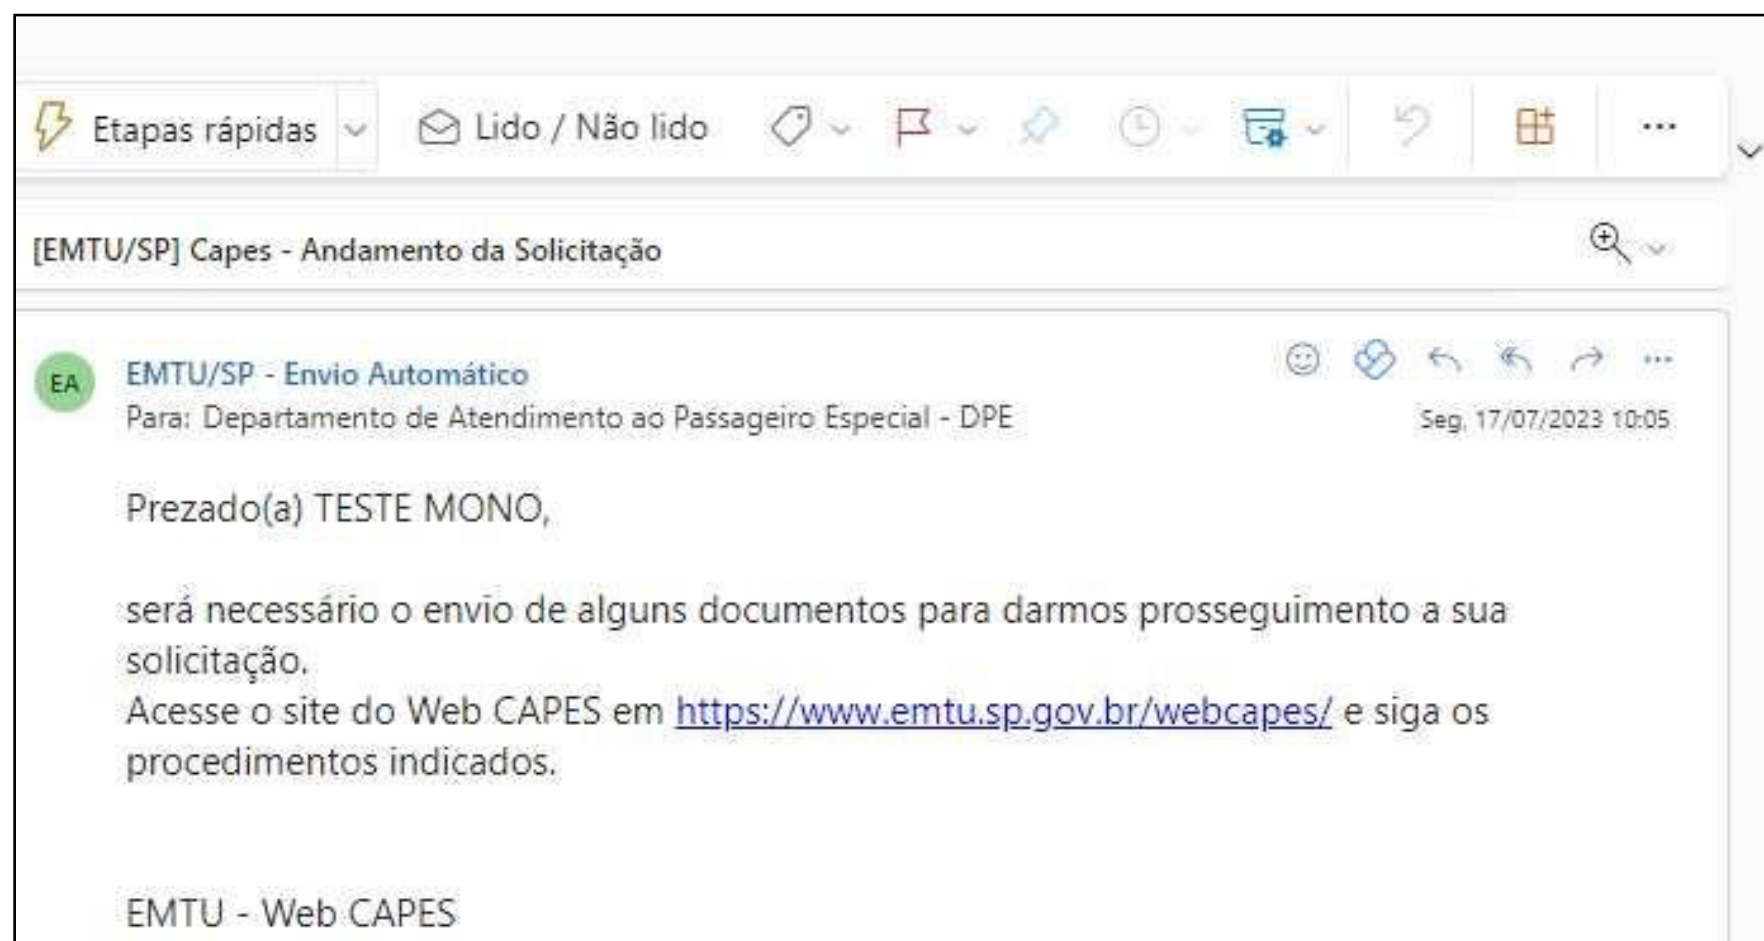 Etapas rápidas
Lido / Não lido
[EMTU/SP] Capes - Andamento da Solicitação
EA
EMTU/SP - Envio Automático
Para: Departamento de Atendimento ao Passageiro Especial - DPE
Seg, 17/07/2023 10:05
Prezado(a) TESTE MONO,
será necessário o envio de alguns documentos para darmos prosseguimento a sua
solicitação.
Acesse o site do Web CAPES em https://www.emtu.sp.gov.br/webcapes/ e siga os
procedimentos indicados.
EMTU - Web CAPES